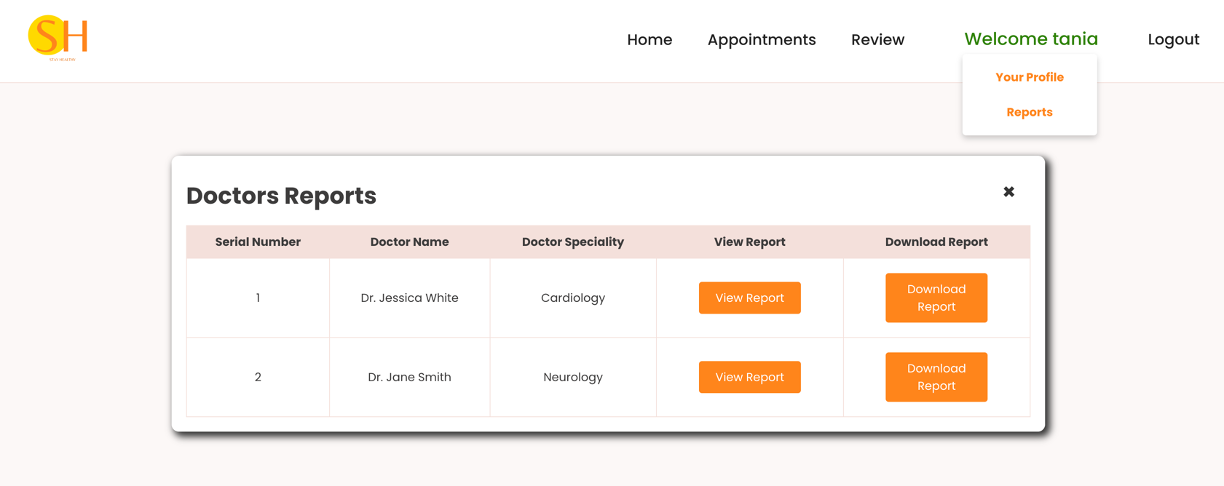 SH
STAY HEALTHY
Home Appointments Review Welcome tania Logout
Your Profile
Reports
Doctors Reports ✖
Serial Number Doctor Name Doctor Speciality View Report Download Report
1 Dr. Jessica White Cardiology View Report Download
Report
2 Dr. Jane Smith Neurology View Report Download
Report